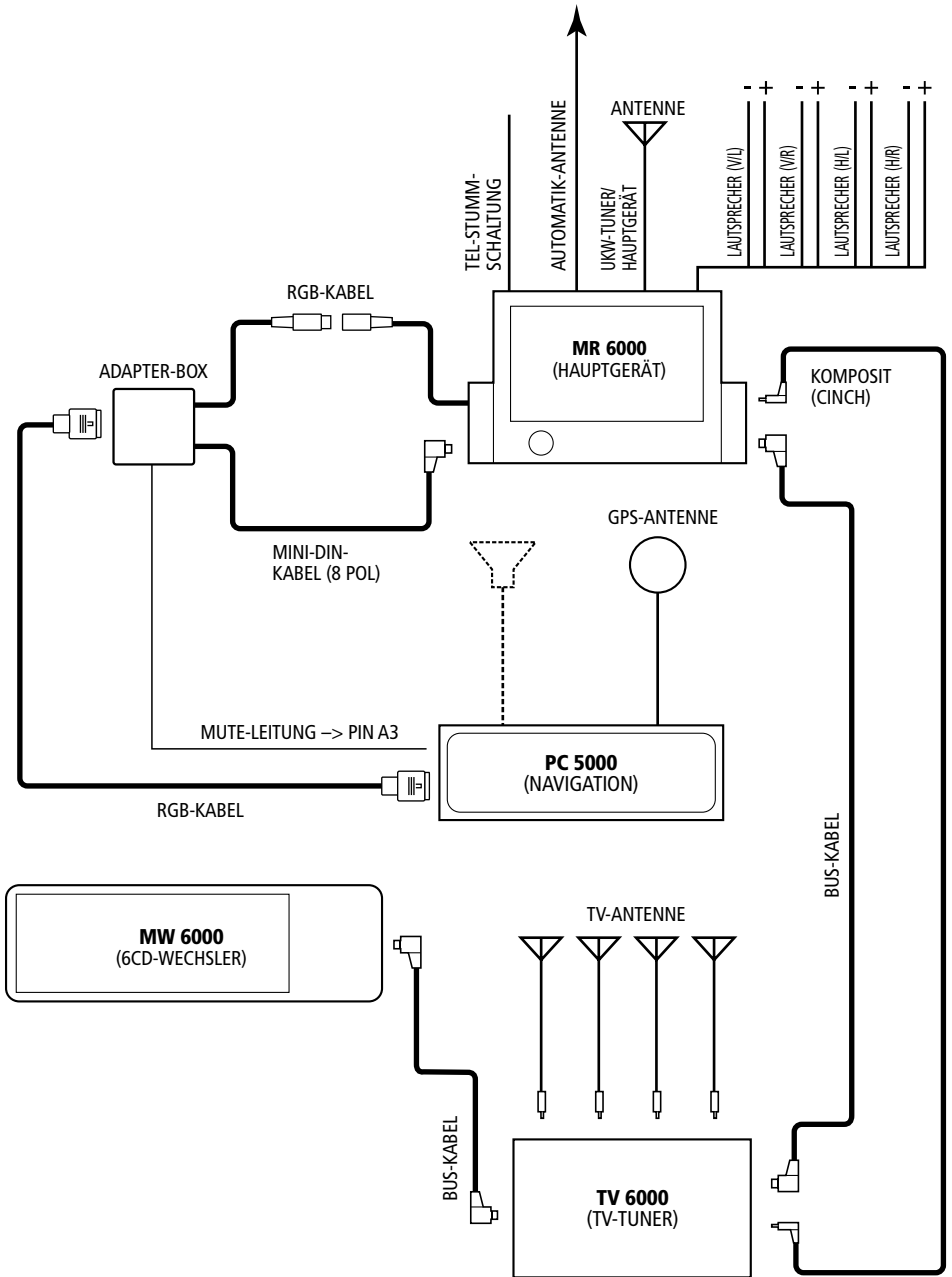 - + - + - + - +
ANTENNE
TEL-STUMM-
SCHALTUNG
AUTOMATIK-ANTENNE
UKW-TUNER/
HAUPTGERÄT
LAUTSPRECHER (V/L)
LAUTSPRECHER (V/R)
LAUTSPRECHER (H/L)
LAUTSPRECHER (H/R)
RGB-KABEL
MR 6000
(HAUPTGERÄT)
ADAPTER-BOX
KOMPOSIT
(CINCH)
MINI-DIN-
KABEL (8 POL)
GPS-ANTENNE
MUTE-LEITUNG –> PIN A3
PC 5000
(NAVIGATION)
RGB-KABEL
BUS-KABEL
MW 6000
(6CD-WECHSLER)
TV-ANTENNE
BUS-KABEL
TV 6000
(TV-TUNER)